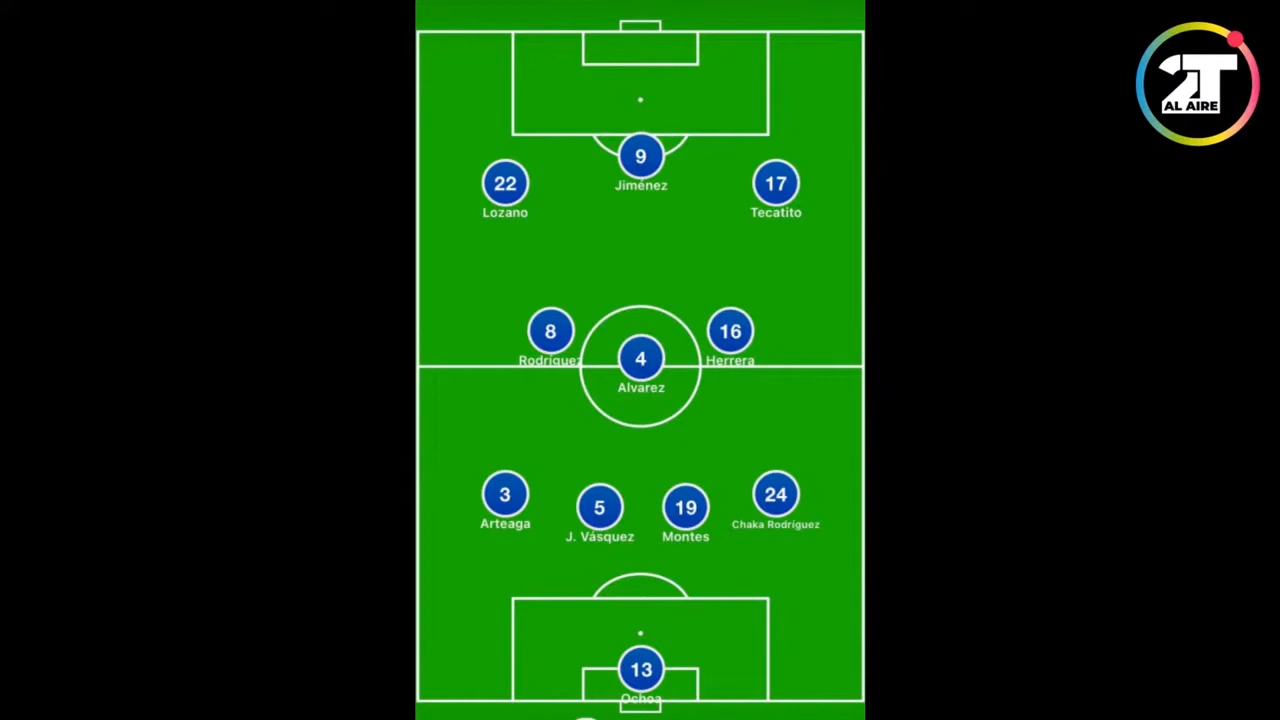 2T
AL AIRE
9
Jiménez
22
Lozano
17
Tecatito
8
Rodríguez
16
Herrera
4
Alvarez
3
Arteaga
5
J. Vásquez
19
Montes
24
Chaka Rodríguez
13
Ochoa